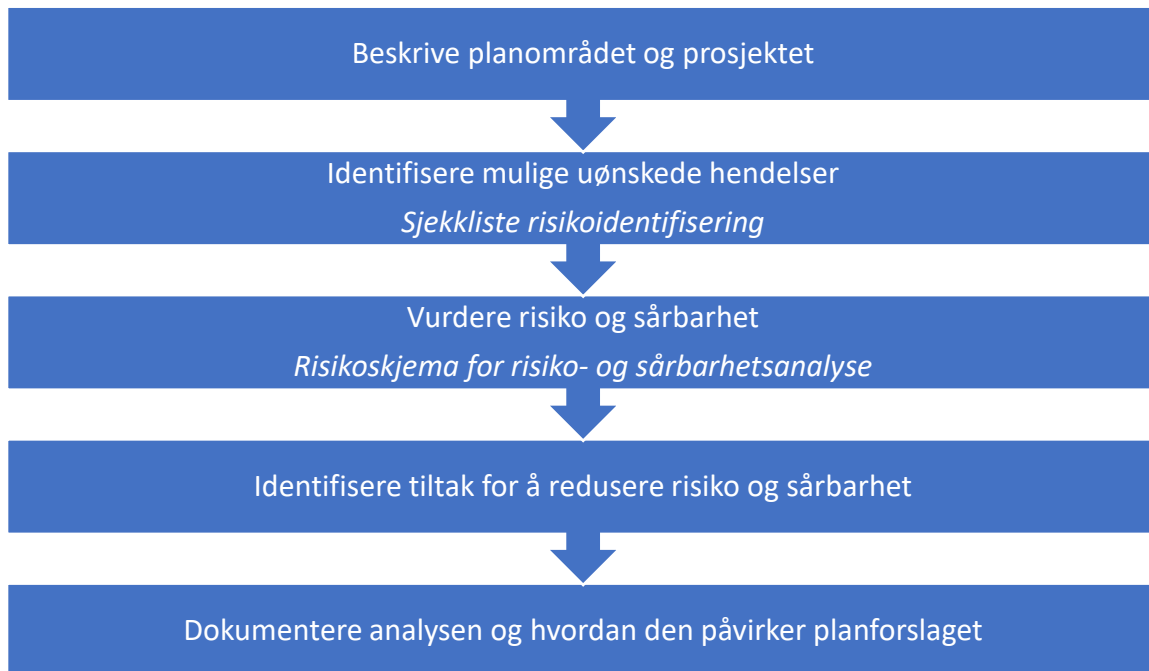 Beskrive planområdet og prosjektet
Identifisere mulige uønskede hendelser
Sjekkliste risikoidentifisering
Vurdere risiko og sårbarhet
Risikoskjema for risiko- og sårbarhetsanalyse
Identifisere tiltak for å redusere risiko og sårbarhet
Dokumentere analysen og hvordan den påvirker planforslaget